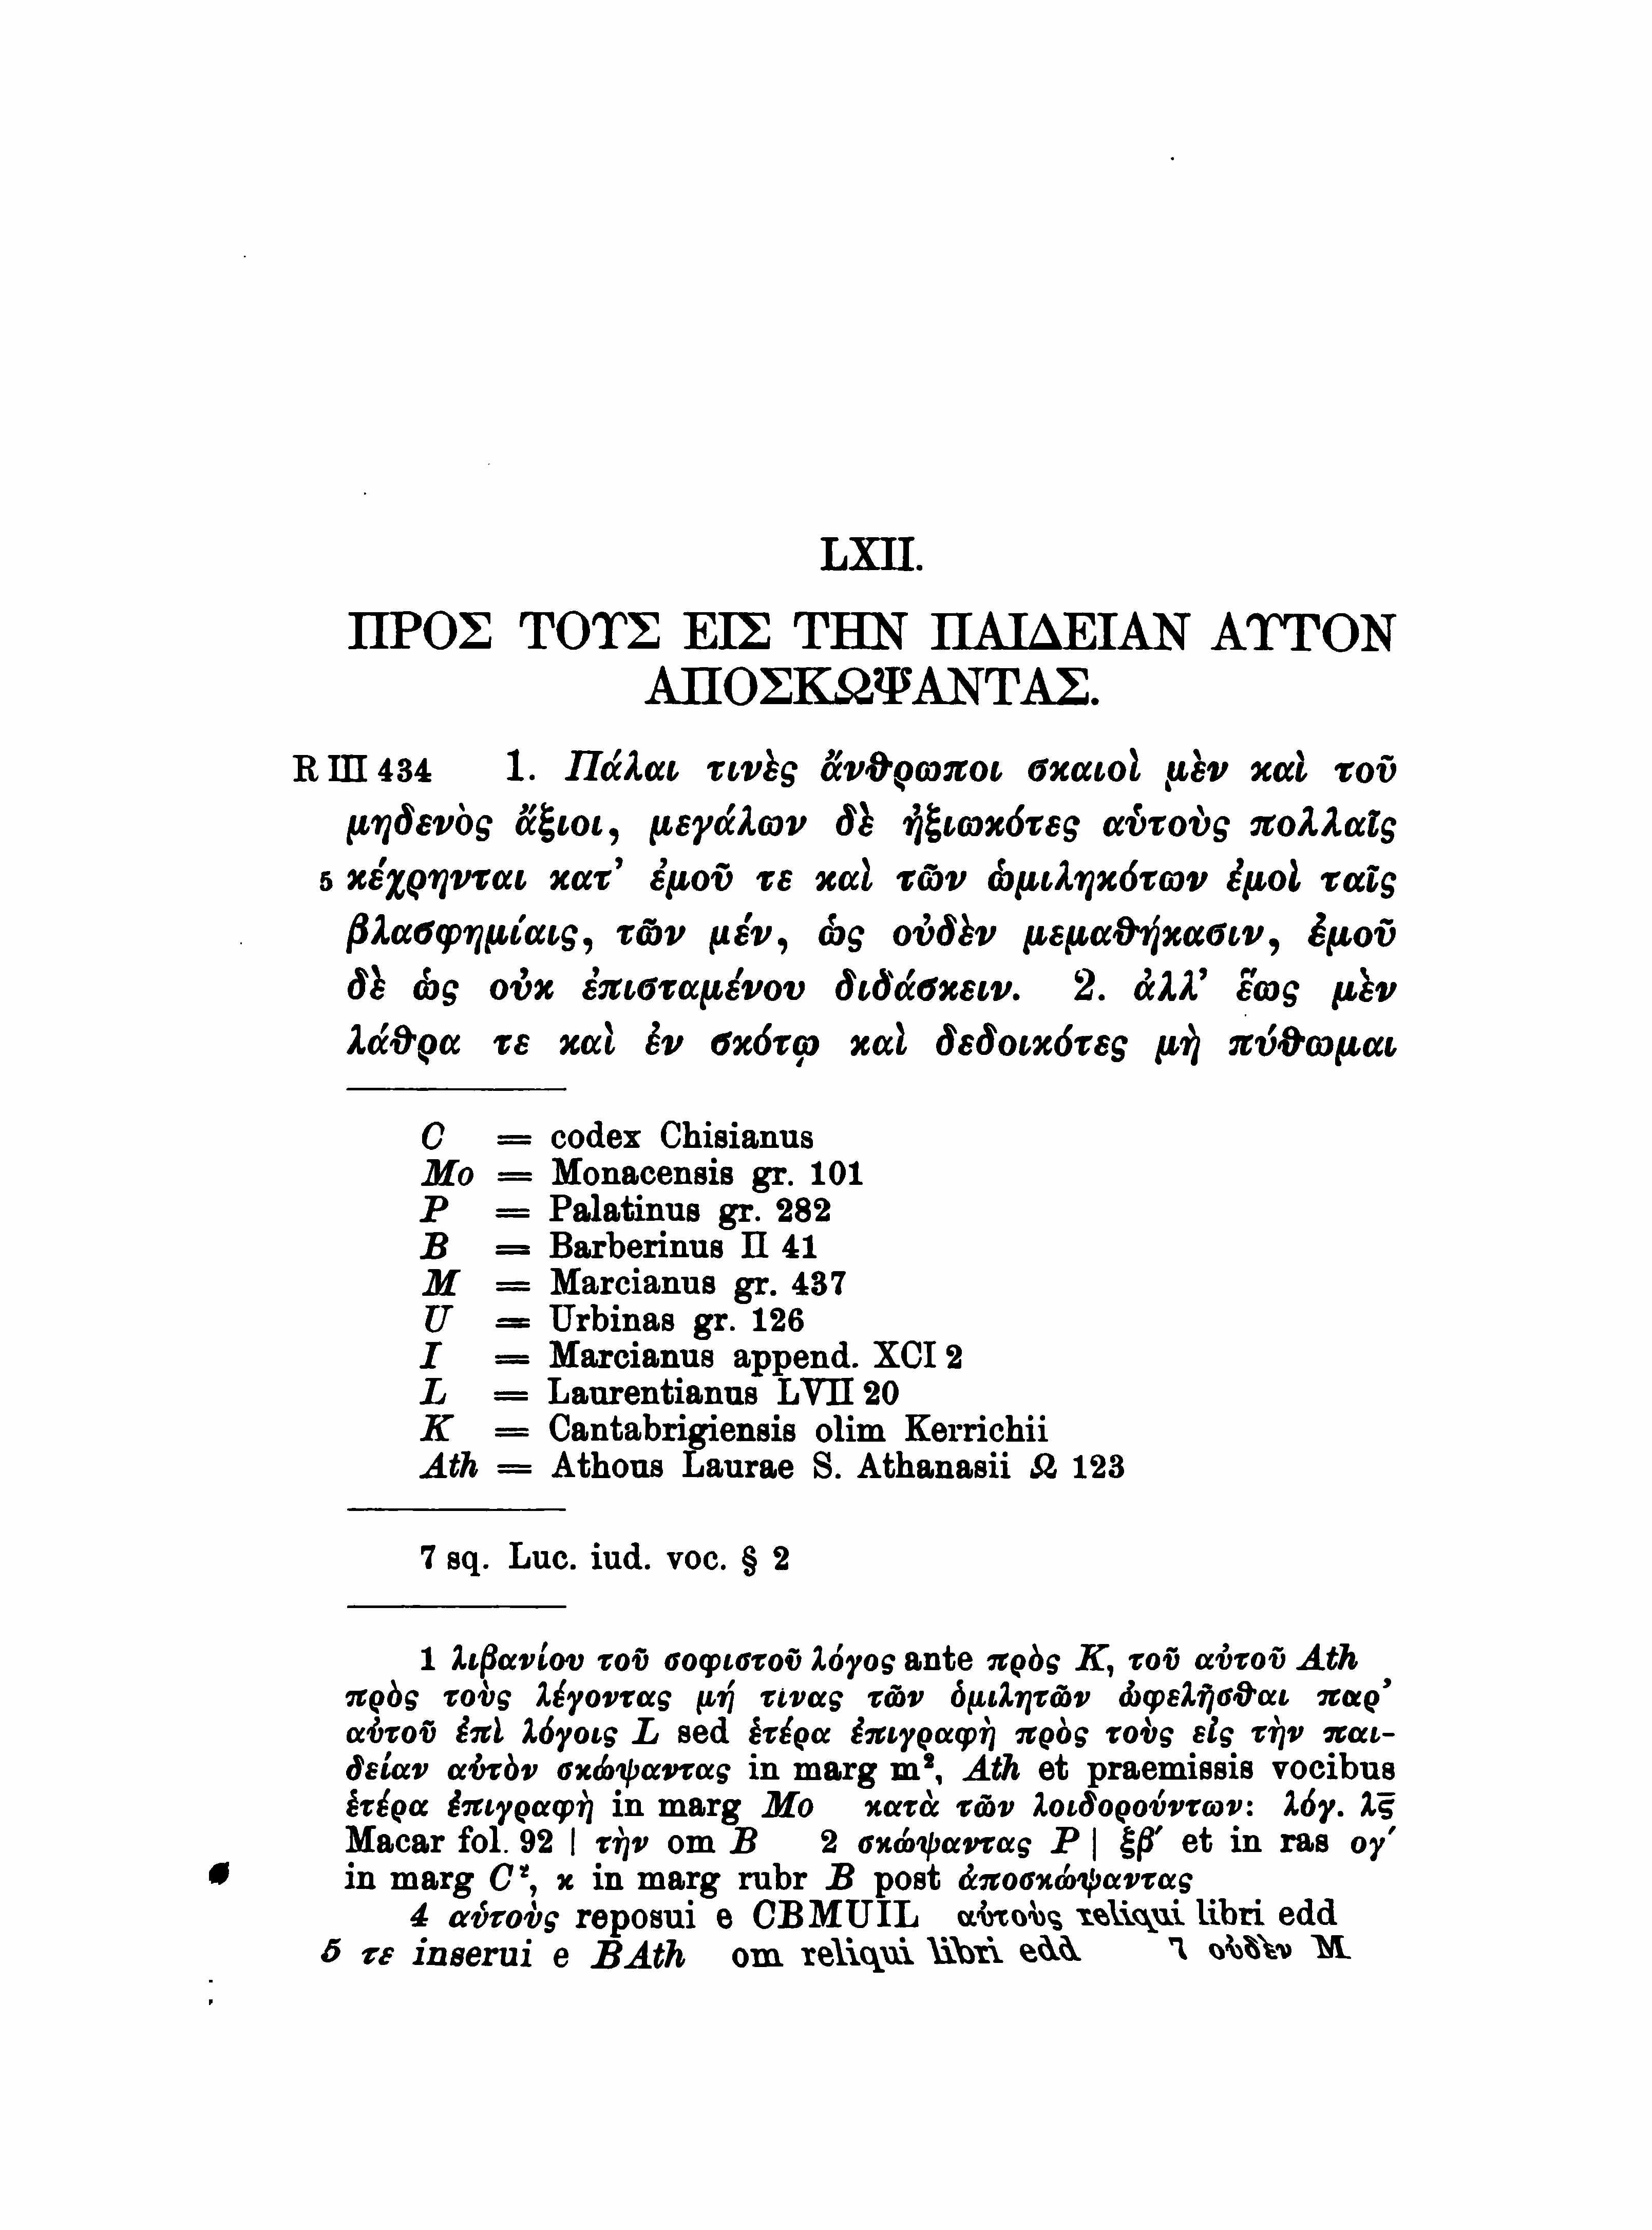 LXII.
ΠΡΟΣ ΤΟΥΣ ΕΙΣ ΤΗΝ ΠΑΙΔΕΙΑΝ ΑΥΤΟΝ
ΑΠΟΣΚΩΨΑΝΤΑΣ.
R III 434 1. Πάλαι τινὲς ἄνθρωποι σκαιοὶ μὲν καὶ τοῦ
μηδενὸς ἄξιοι, μεγάλων δὲ ἠξιωκότες αὑτοὺς πολλαῖς
5 κέχρηνται κατ’ ἐμοῦ τε καὶ τῶν ὡμιληκότων ἐμοὶ ταῖς
βλασφημίαις, τῶν μέν, ὡς οὐδὲν μεμαθήκασιν, ἐμοῦ
δὲ ὡς οὐκ ἐπισταμένου διδάσκειν. 2. ἀλλ’ ἕως μὲν
λάθρα τε καὶ ἐν σκότῳ καὶ δεδοικότες μὴ πύθωμαι
C = codex Chisianus
Mo = Monacensis gr. 101
P = Palatinus gr. 282
B = Barberinus II 41
M = Marcianus gr. 437
U = Urbinas gr. 126
I = Marcianus append. XCI 2
L = Laurentianus LVII 20
K = Cantabrigiensis olim Kerrichii
Ath = Athous Laurae S. Athanasii Ω 123
7 sq. Luc. iud. voc. § 2
1 λιβανίου τοῦ σοφιστοῦ λόγος ante πρὸς K, τοῦ αὐτοῦ Ath
πρὸς τοὺς λέγοντας μή τινας τῶν ὁμιλητῶν ὠφελῆσθαι παρ’
αὐτοῦ ἐπὶ λόγοις L sed ἑτέρα ἐπιγραφὴ πρὸς τοὺς εἰς τὴν παι-
δείαν αὐτὸν σκώψαντας in marg m², Ath et praemissis vocibus
ἑτέρα ἐπιγραφὴ in marg Mo κατὰ τῶν λοιδορούντων: λόγ. λϛ
Macar fol. 92 | τὴν om B 2 σκώψαντας P | ξβ′ et in ras ογ′
in marg C², κ in marg rubr B post ἀποσκώψαντας
4 αὑτοὺς reposui e CBMUIL αὐτοὺς reliqui libri edd
5 τε inserui e BAth om reliqui libri edd 7 οὐδὲν M